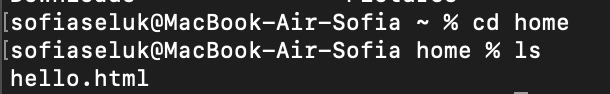 [sofiaseluk@MacBook-Air-Sofia ~ % cd home
[sofiaseluk@MacBook-Air-Sofia home % ls
hello.html